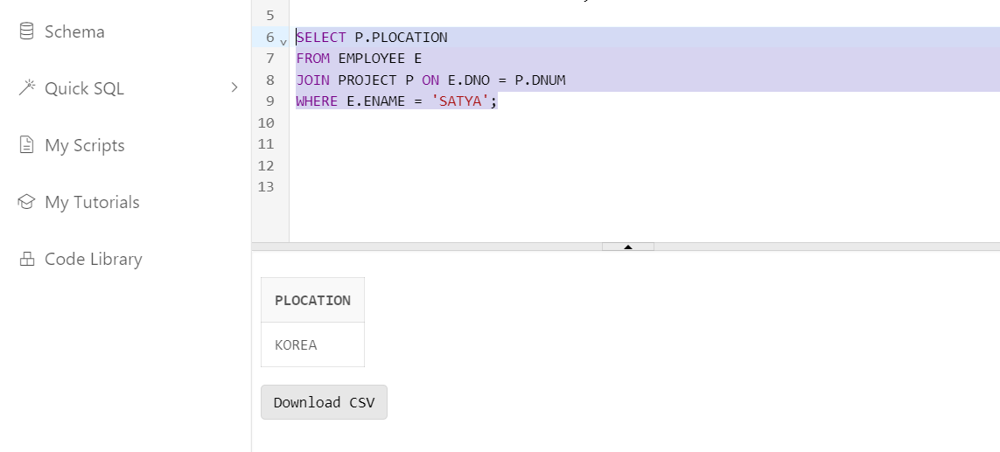 Schema
Quick SQL
My Scripts
My Tutorials
Code Library
5
6 SELECT P.PLOCATION
7 FROM EMPLOYEE E
8 JOIN PROJECT P ON E.DNO = P.DNUM
9 WHERE E.ENAME = 'SATYA';
10
11
12
13
PLOCATION
KOREA
Download CSV